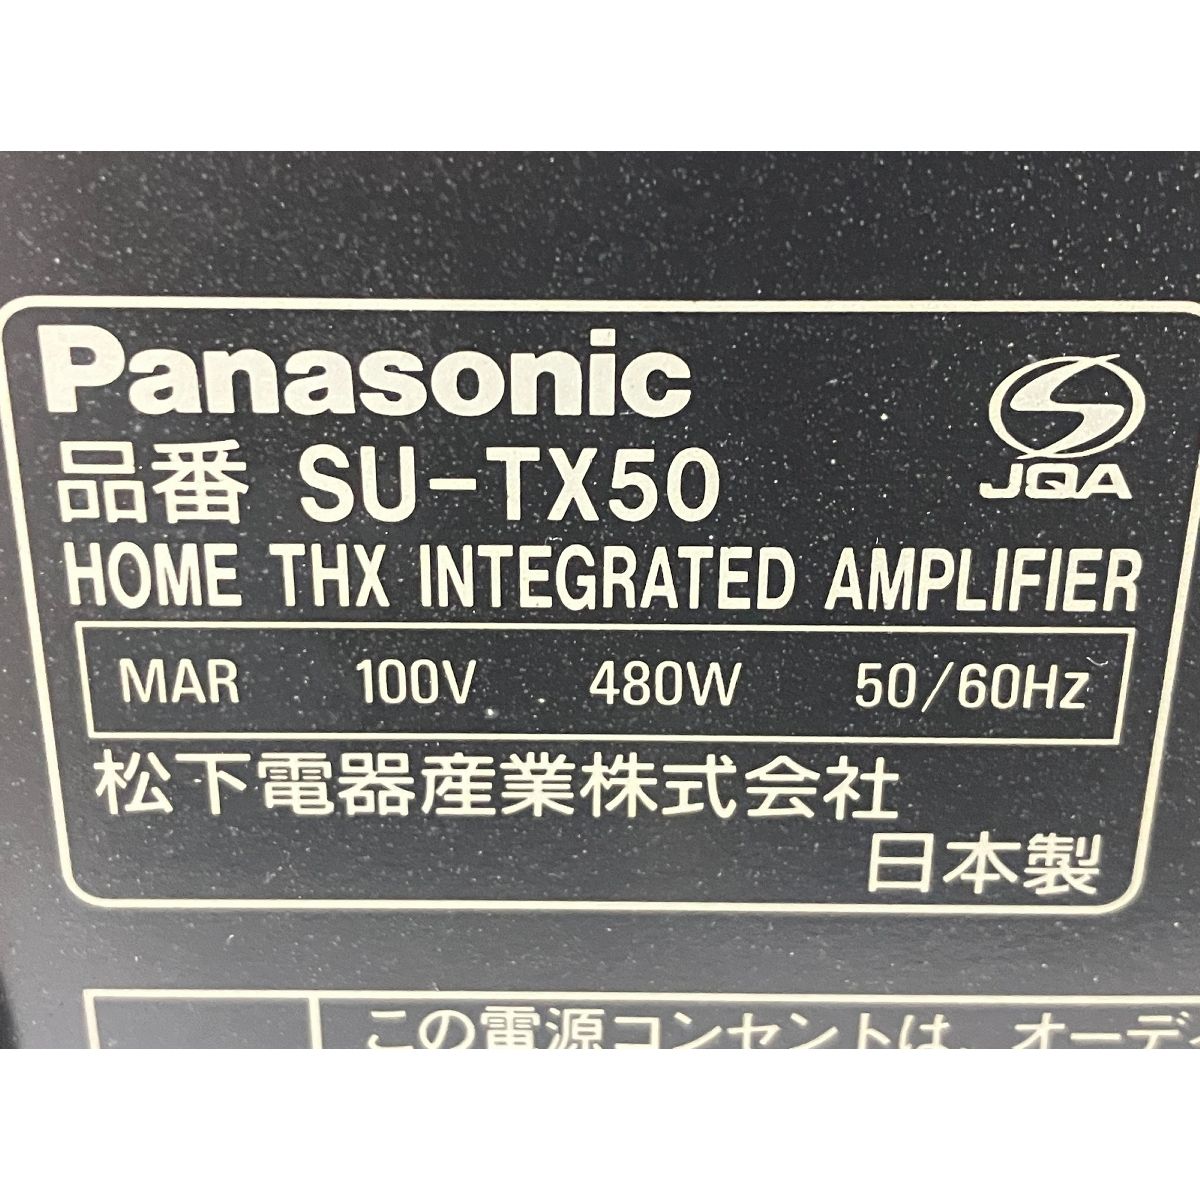 Panasonic
JQA
品番 SU-TX50
HOME THX INTEGRATED AMPLIFIER
MAR 100V 480W 50/60Hz
松下電器産業株式会社
日本製
この電源コンセントは、オーディ